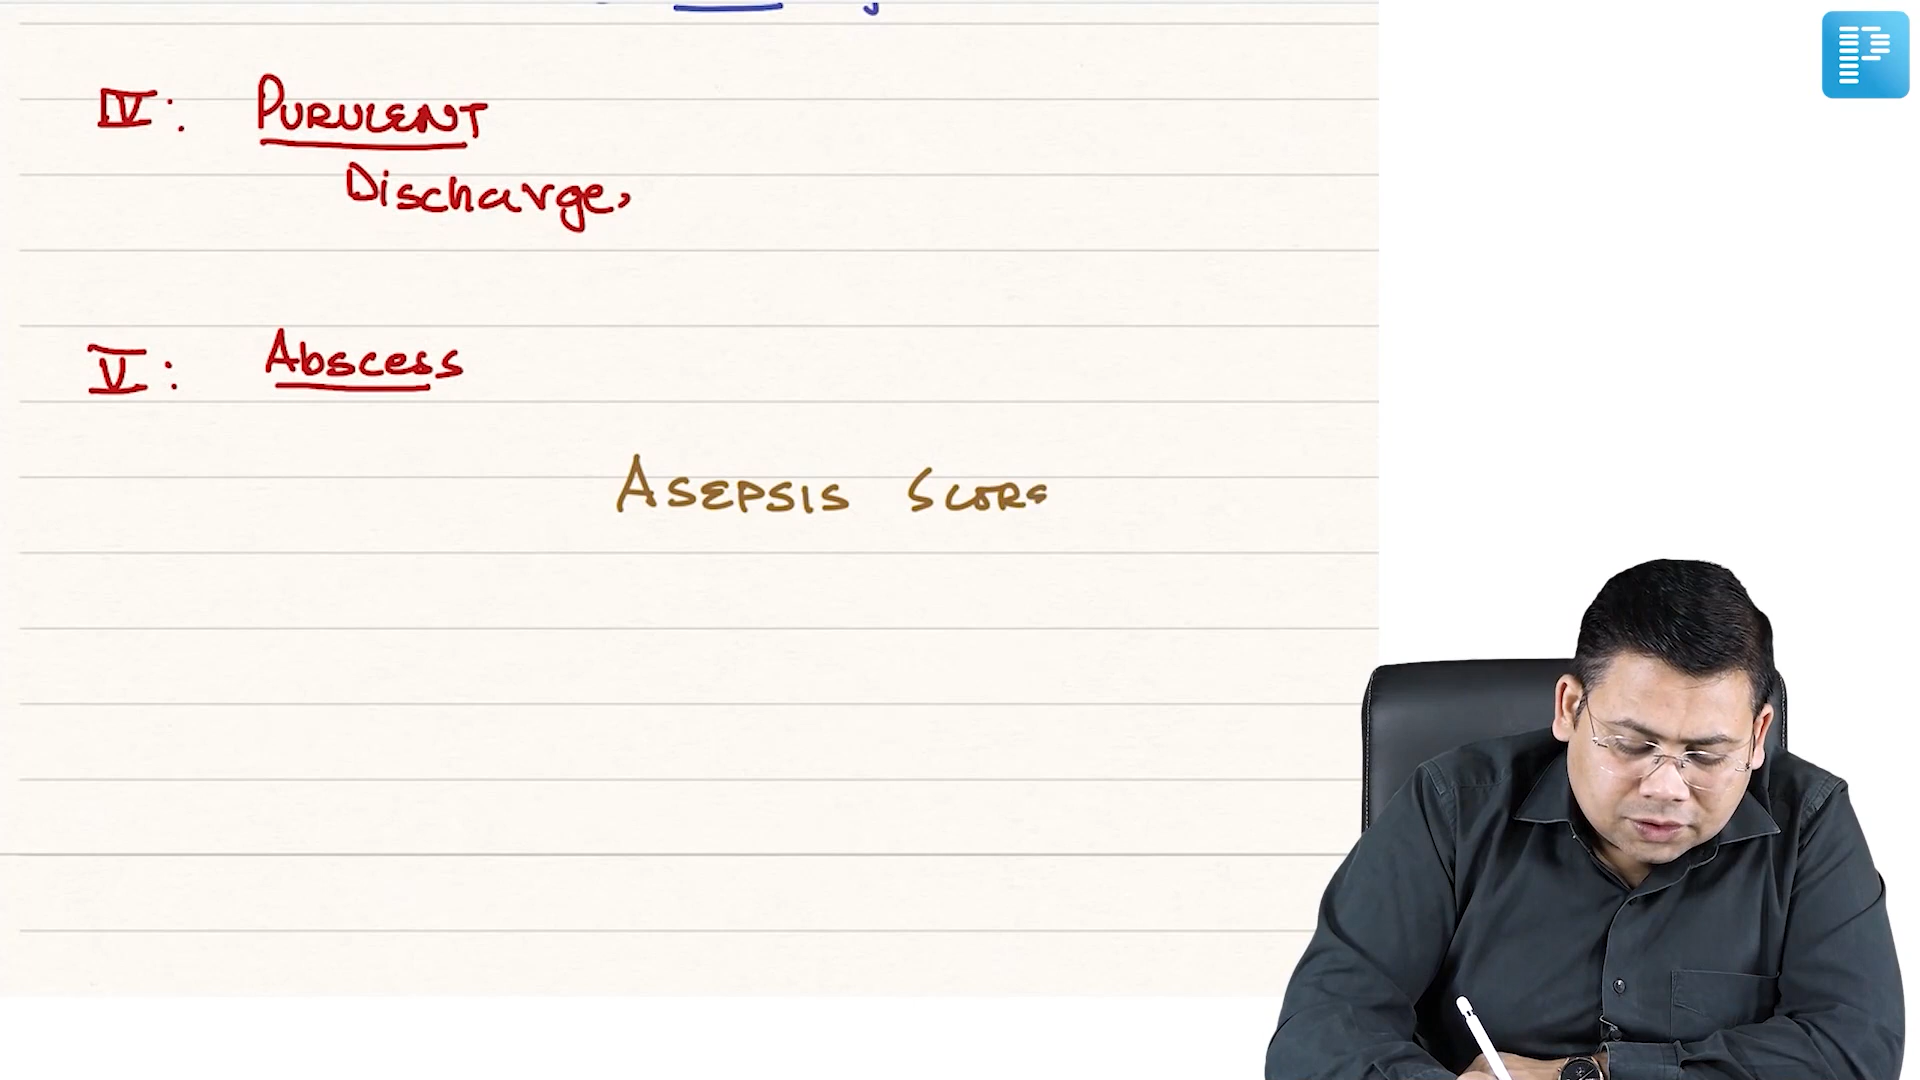 IV: PURULENT
Discharge,
V: Abscess
ASEPSIS SCORE